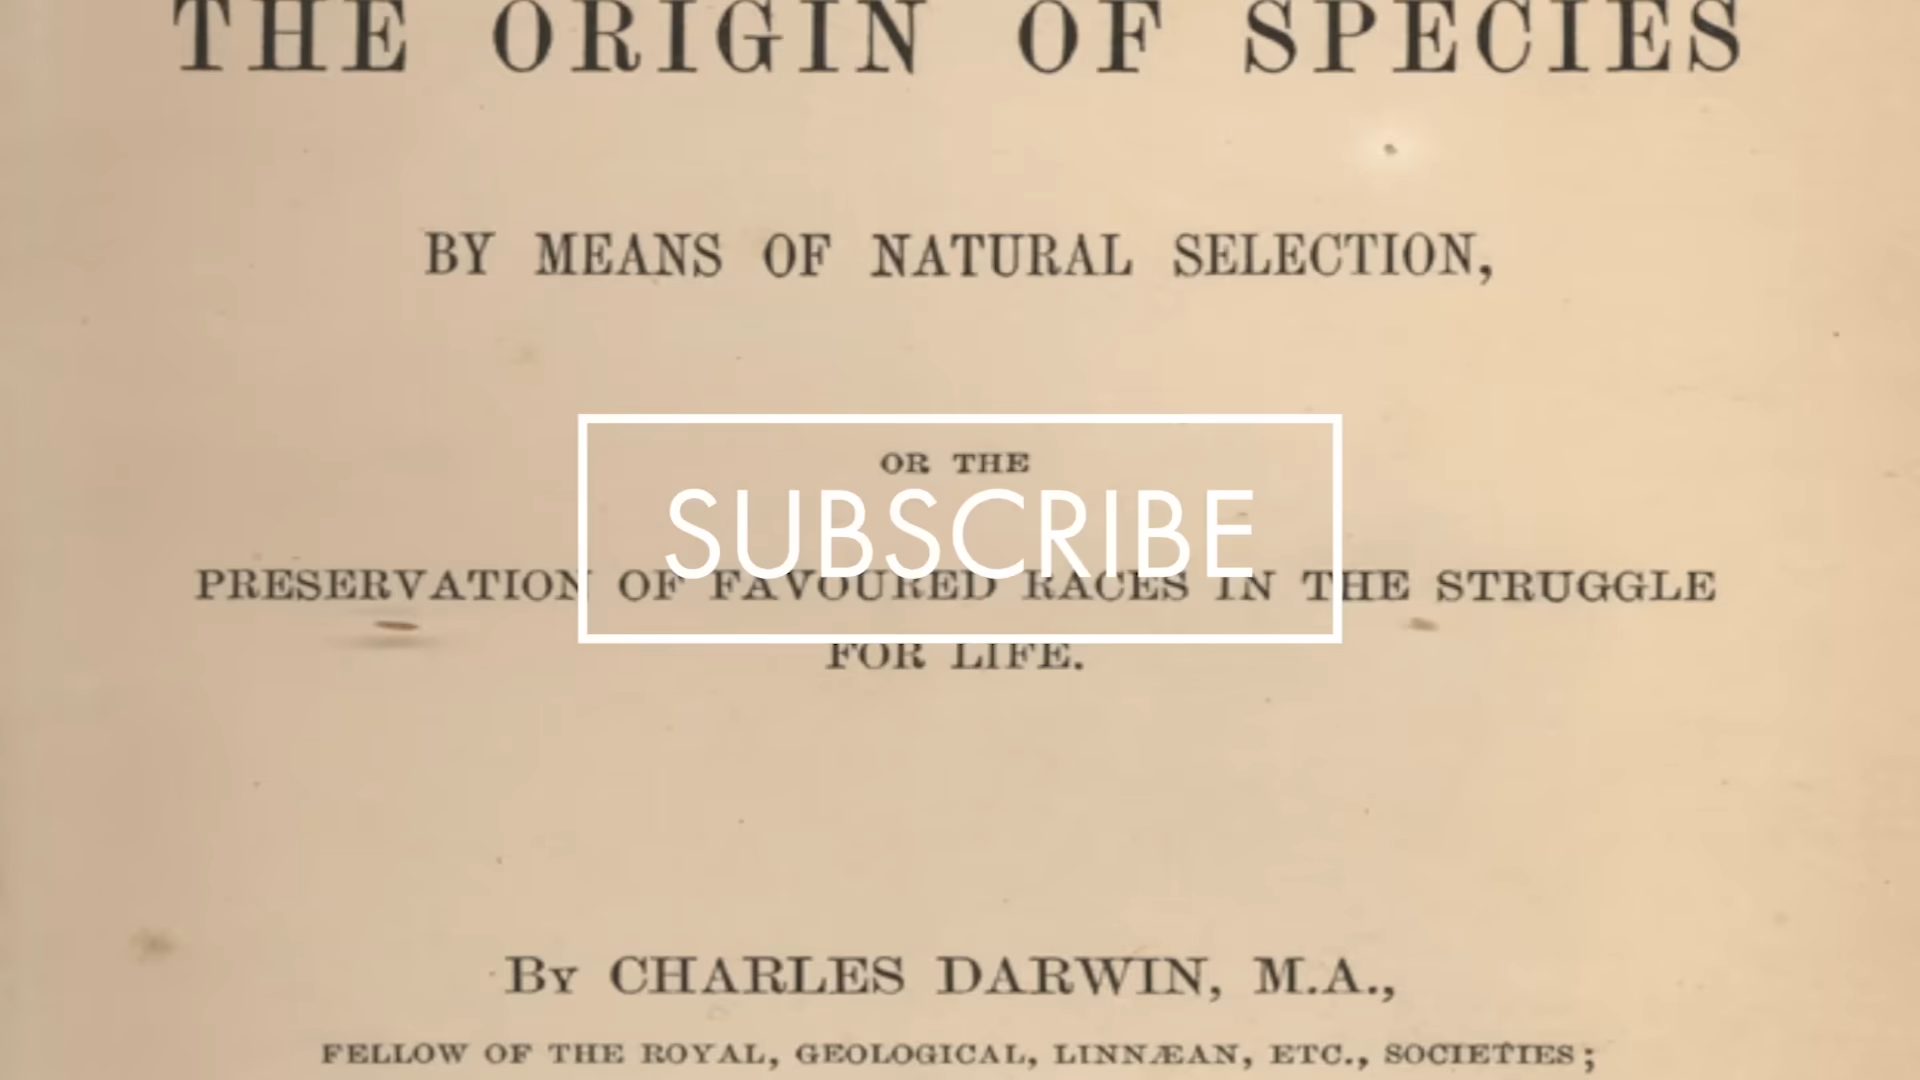 THE ORIGIN OF SPECIES
BY MEANS OF NATURAL SELECTION,
OR THE
SUBSCRIBE
PRESERVATION OF FAVOURED RACES IN THE STRUGGLE
FOR LIFE.
BY CHARLES DARWIN, M.A.,
FELLOW OF THE ROYAL, GEOLOGICAL, LINNÆAN, ETC., SOCIETIES;